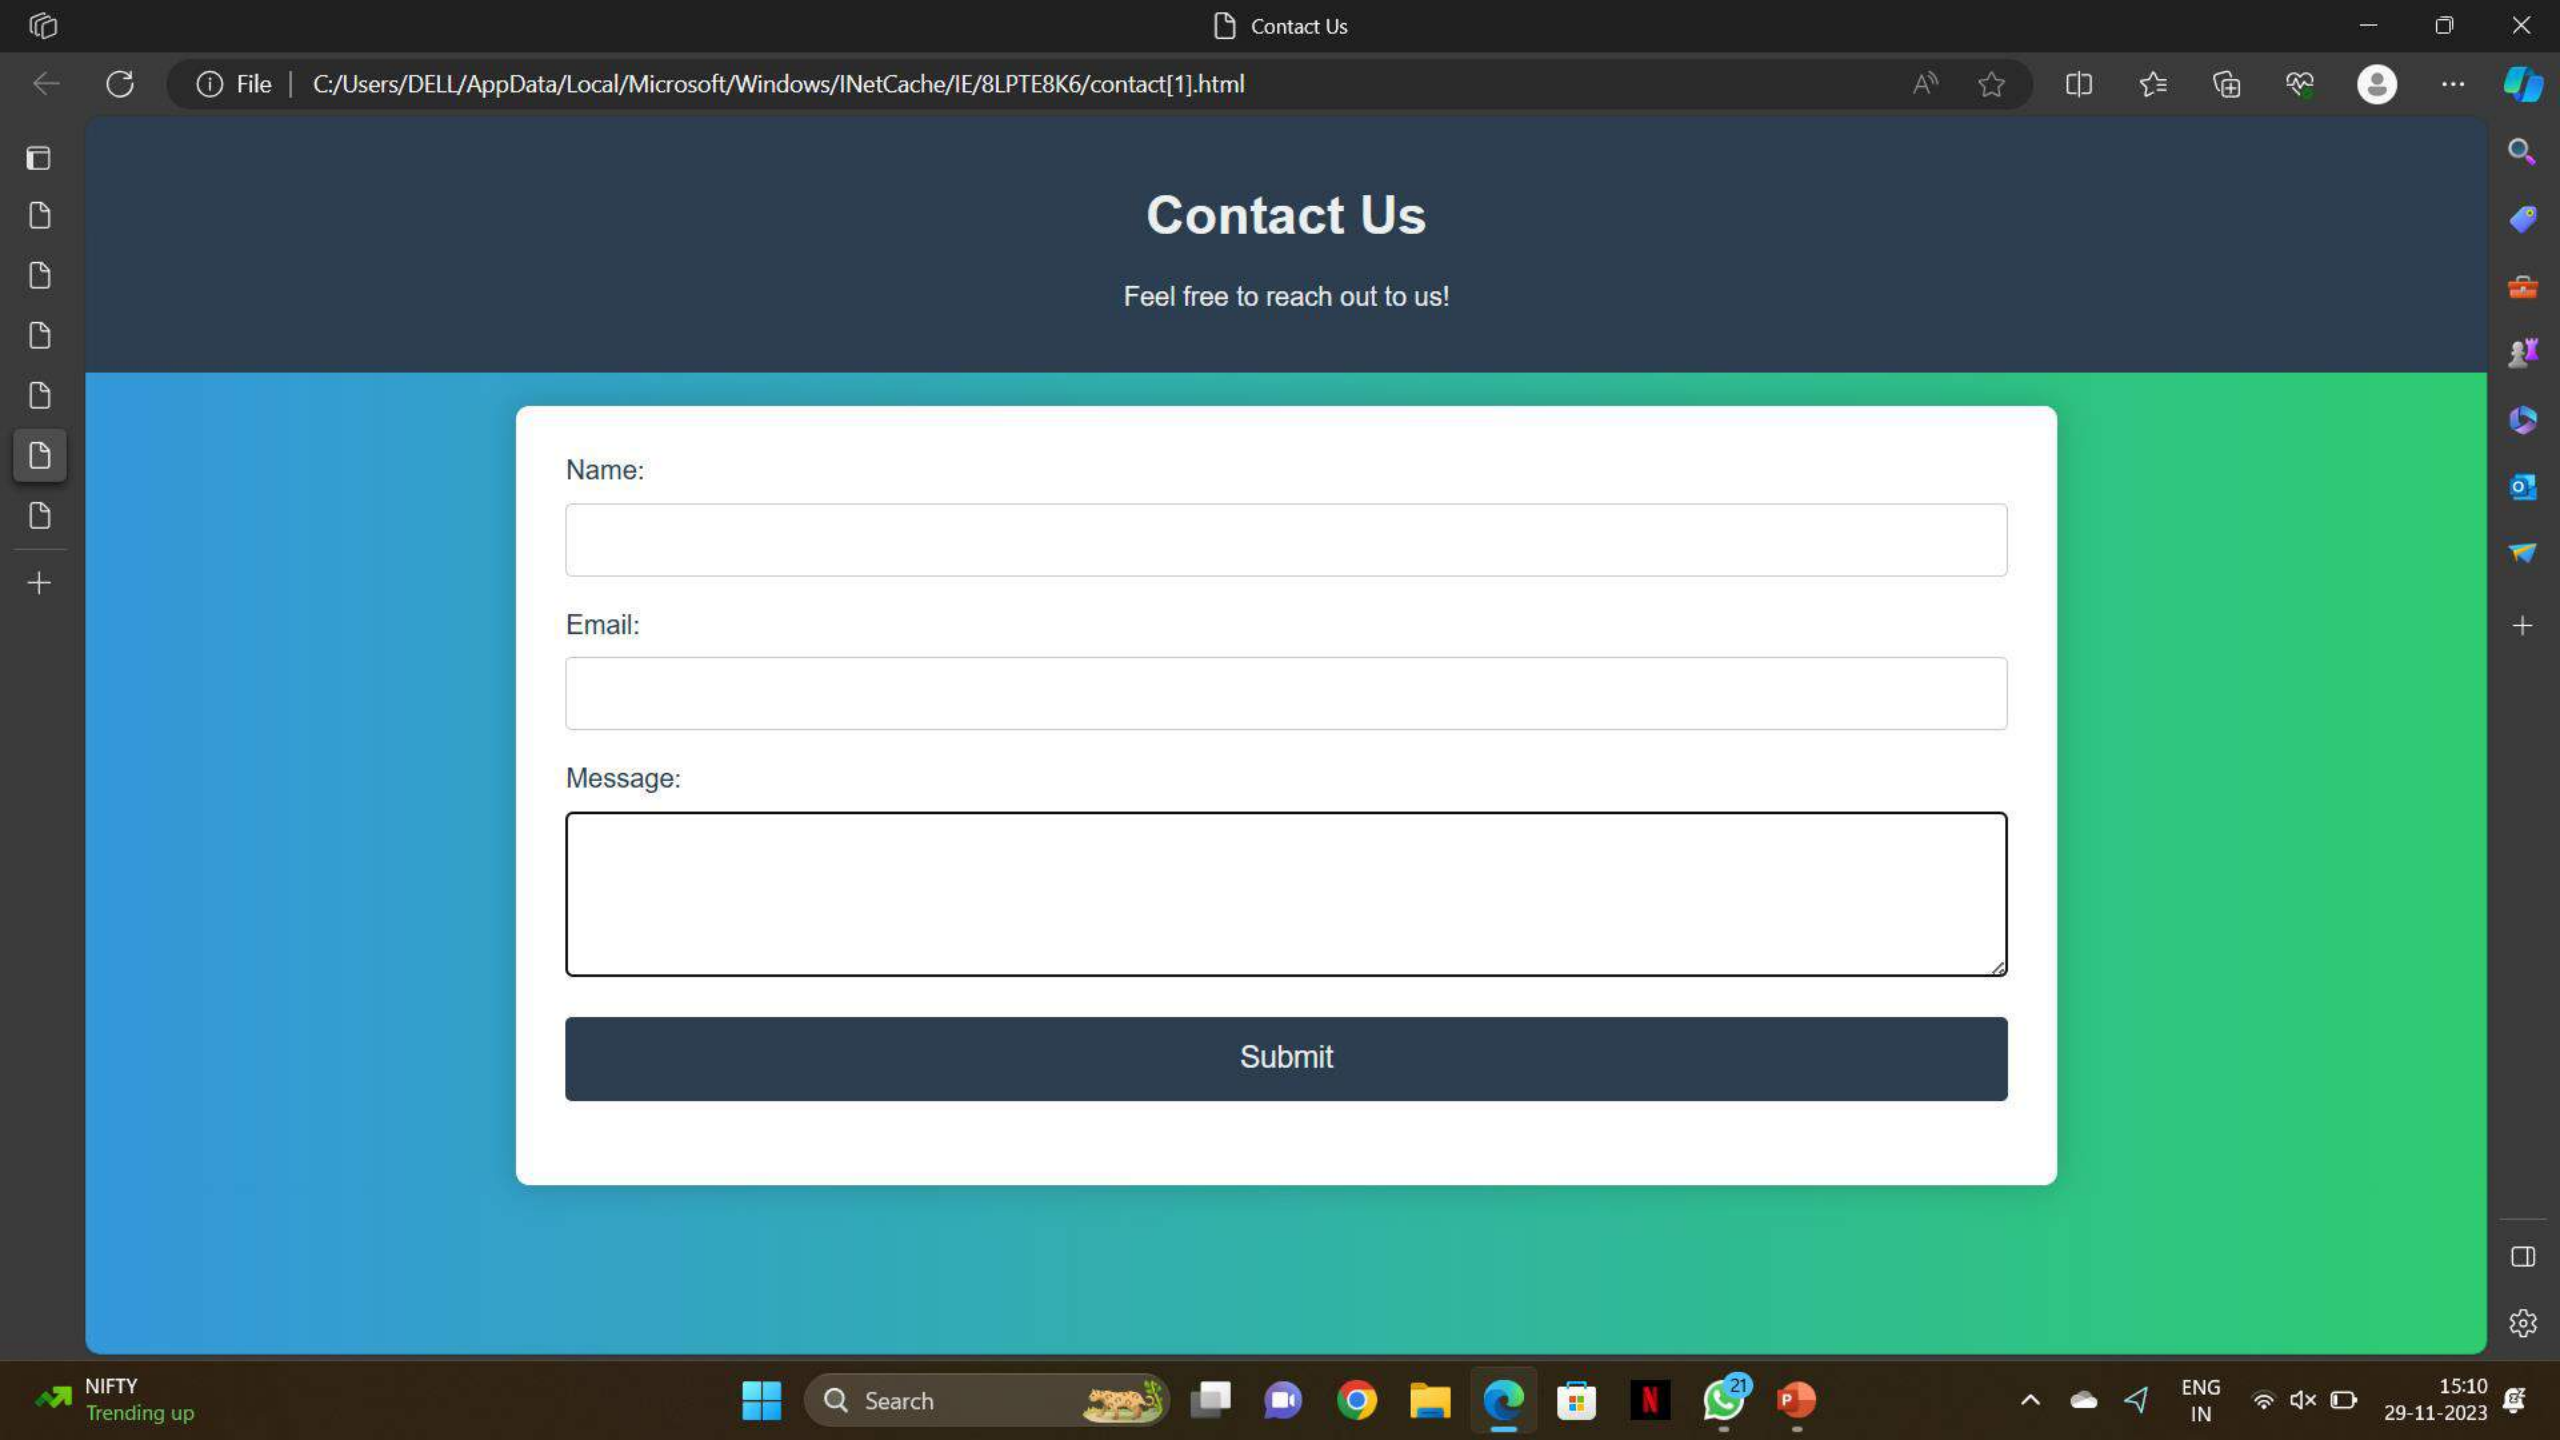 Contact Us
File
C:/Users/DELL/AppData/Local/Microsoft/Windows/INetCache/IE/8LPTE8K6/contact[1].html
Contact Us
Feel free to reach out to us!
Name:
Email:
Message:
Submit
NIFTY
Trending up
Search
21
ENG
IN
15:10
29-11-2023